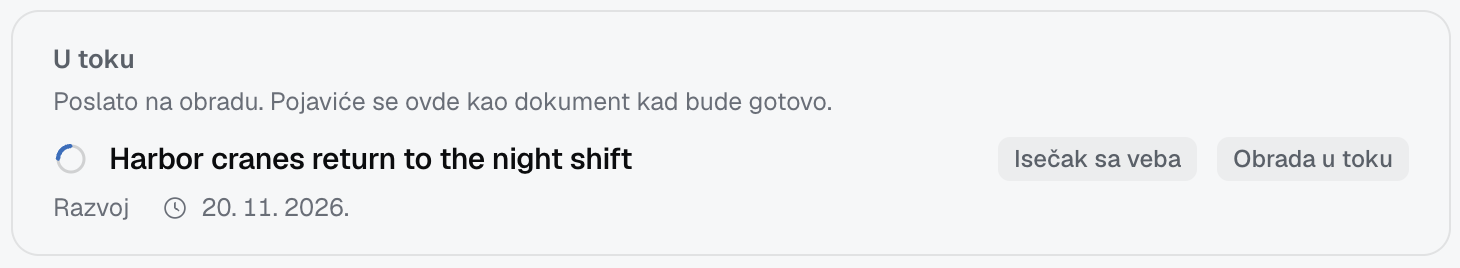 U toku
Poslato na obradu. Pojaviće se ovde kao dokument kad bude gotovo.
Harbor cranes return to the night shift Isečak sa veba Obrada u toku
Razvoj 20. 11. 2026.